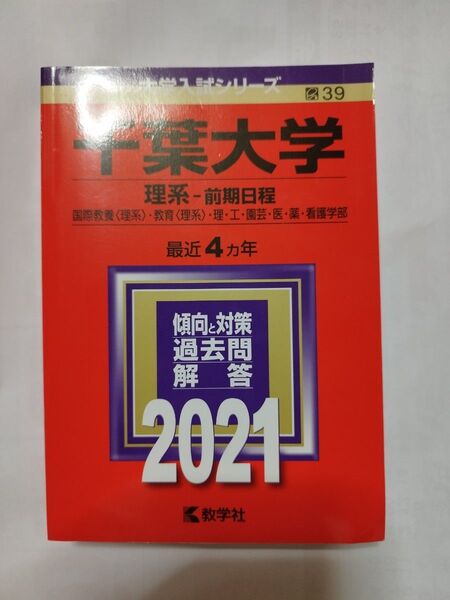 大学入試シリーズ 39
千葉大学
理系-前期日程
国際教養〈理系〉・教育〈理系〉・理・工・園芸・医・薬・看護学部
最近4カ年
傾向と対策
過去問
解答
2021
教学社